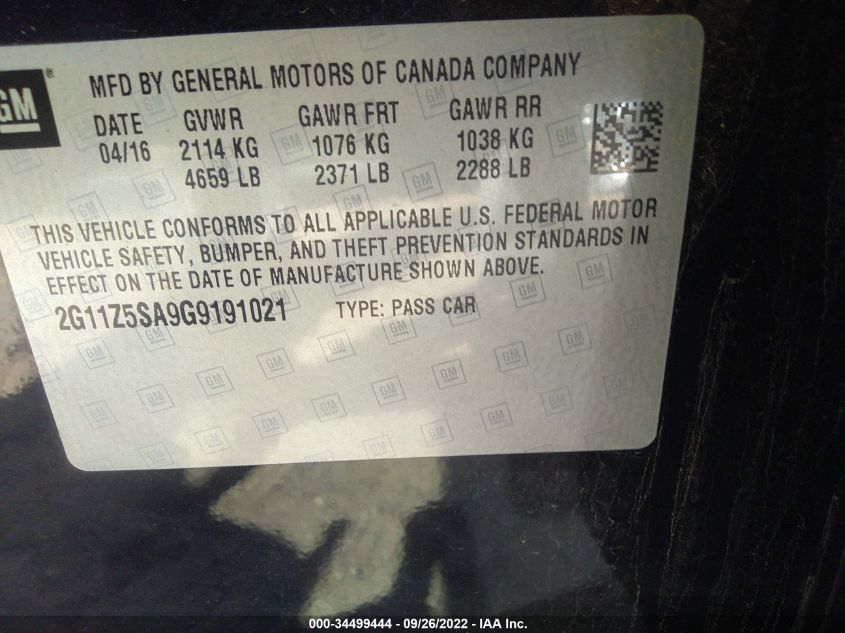 GM®
MFD BY GENERAL MOTORS OF CANADA COMPANY
DATE GVWR GAWR FRT GAWR RR
04/16 2114 KG 1076 KG 1038 KG
4659 LB 2371 LB 2288 LB
THIS VEHICLE CONFORMS TO ALL APPLICABLE U.S. FEDERAL MOTOR
VEHICLE SAFETY, BUMPER, AND THEFT PREVENTION STANDARDS IN
EFFECT ON THE DATE OF MANUFACTURE SHOWN ABOVE.
2G11Z5SA9G9191021 TYPE: PASS CAR
000-34499444 - 09/26/2022 - IAA Inc.